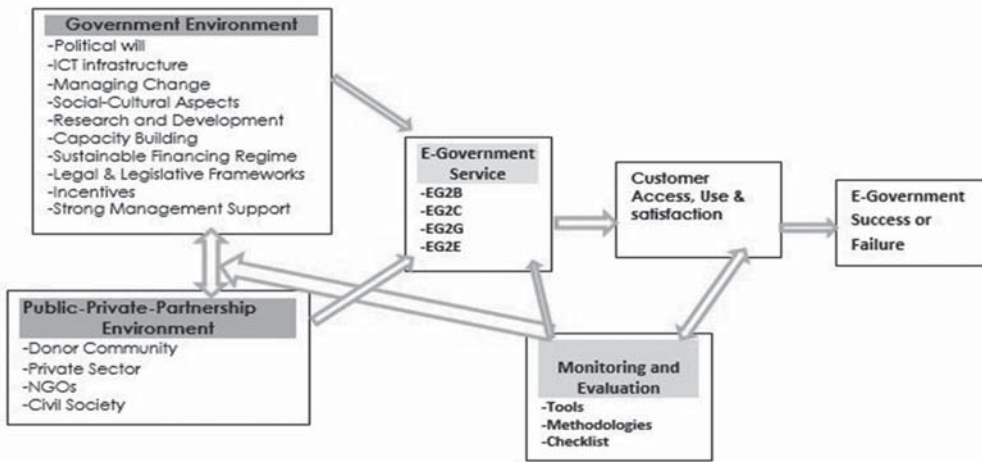 Government Environment
-Political will
-ICT infrastructure
-Managing Change
-Social-Cultural Aspects
-Research and Development
-Capacity Building
-Sustainable Financing Regime
-Legal & Legislative Frameworks
-Incentives
-Strong Management Support
Public-Private-Partnership
Environment
-Donor Community
-Private Sector
-NGOs
-Civil Society
E-Government
Service
-EG2B
-EG2C
-EG2G
-EG2E
Customer
Access, Use &
satisfaction
E-Government
Success or
Failure
Monitoring and
Evaluation
-Tools
-Methodologies
-Checklist